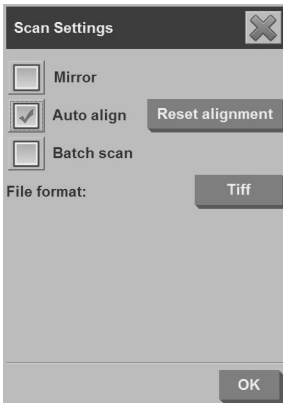 Scan Settings
Mirror
Auto align Reset alignment
Batch scan
File format: Tiff
OK